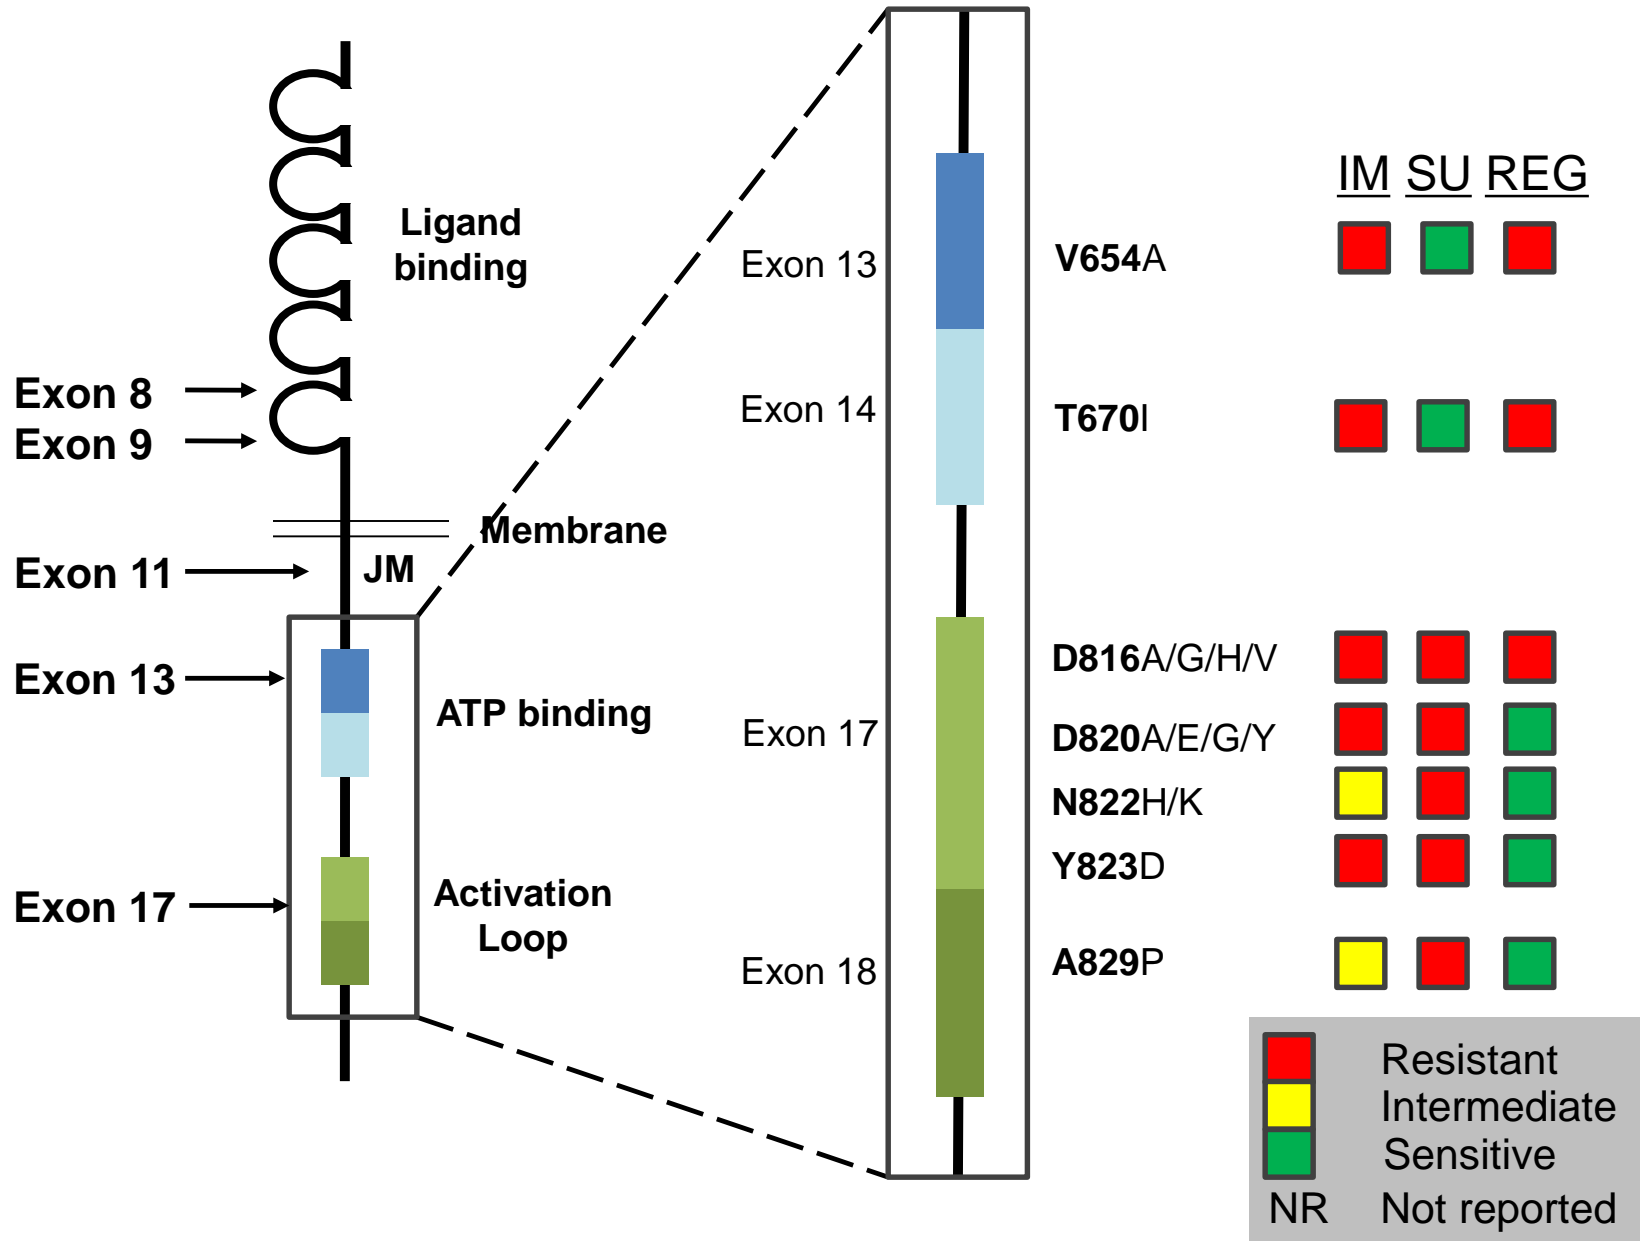 Ligand
binding
Exon 8
Exon 9
Membrane
Exon 11
JM
Exon 13
ATP binding
Exon 17
Activation
Loop
Exon 13
Exon 14
Exon 17
Exon 18
IM SU REG
V654A
T670I
D816A/G/H/V
D820A/E/G/Y
N822H/K
Y823D
A829P
Resistant
Intermediate
Sensitive
NR Not reported